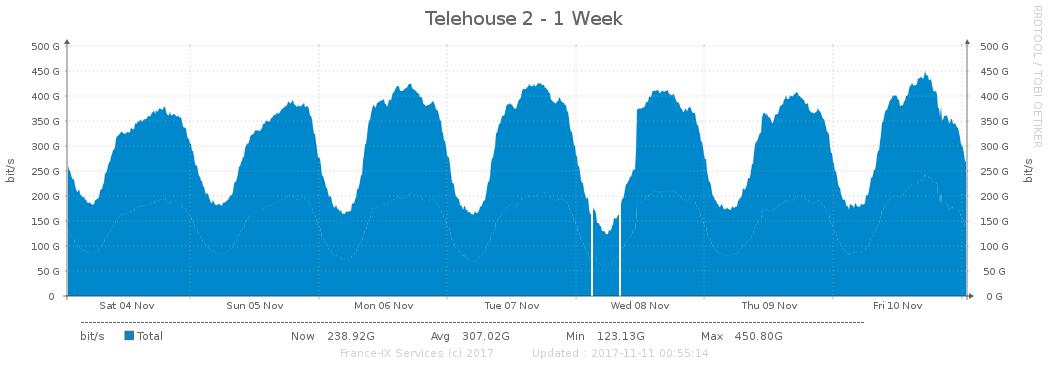 Telehouse 2 - 1 Week
RRDTOOL / TOBI OETIKER
500 G 500 G
450 G 450 G
400 G 400 G
350 G 350 G
300 G 300 G
250 G 250 G
200 G 200 G
150 G 150 G
100 G 100 G
50 G 50 G
0 0 G
bit/s bit/s
Sat 04 Nov Sun 05 Nov Mon 06 Nov Tue 07 Nov Wed 08 Nov Thu 09 Nov Fri 10 Nov
bit/s Total Now 238.92G Avg 307.02G Min 123.13G Max 450.80G
France-IX Services (c) 2017 Updated : 2017-11-11 00:55:14